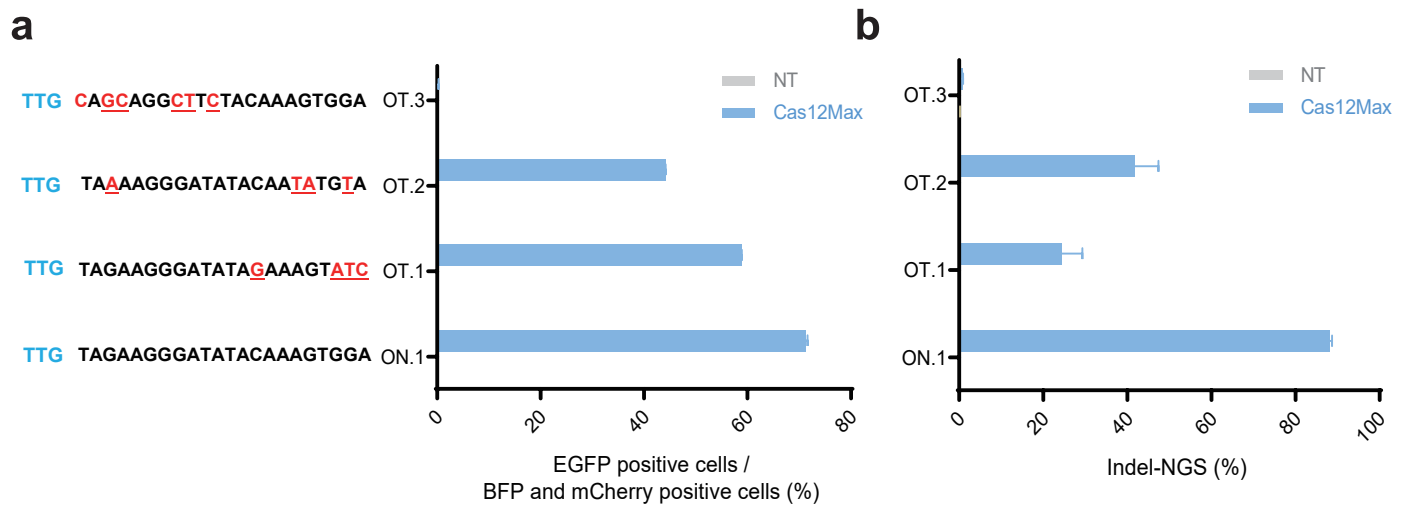 a
TTG CAGCAGGCTTCTACAAAGTGGA OT.3
TTG TAAAAGGGATATACAATATGTA OT.2
TTG TAGAAGGGATATAGAAAGTATC OT.1
TTG TAGAAGGGATATACAAAGTGGA ON.1
NT
Cas12Max
0 20 40 60 80
EGFP positive cells /
BFP and mCherry positive cells (%)
b
OT.3
OT.2
OT.1
ON.1
NT
Cas12Max
0 20 40 60 80 100
Indel-NGS (%)